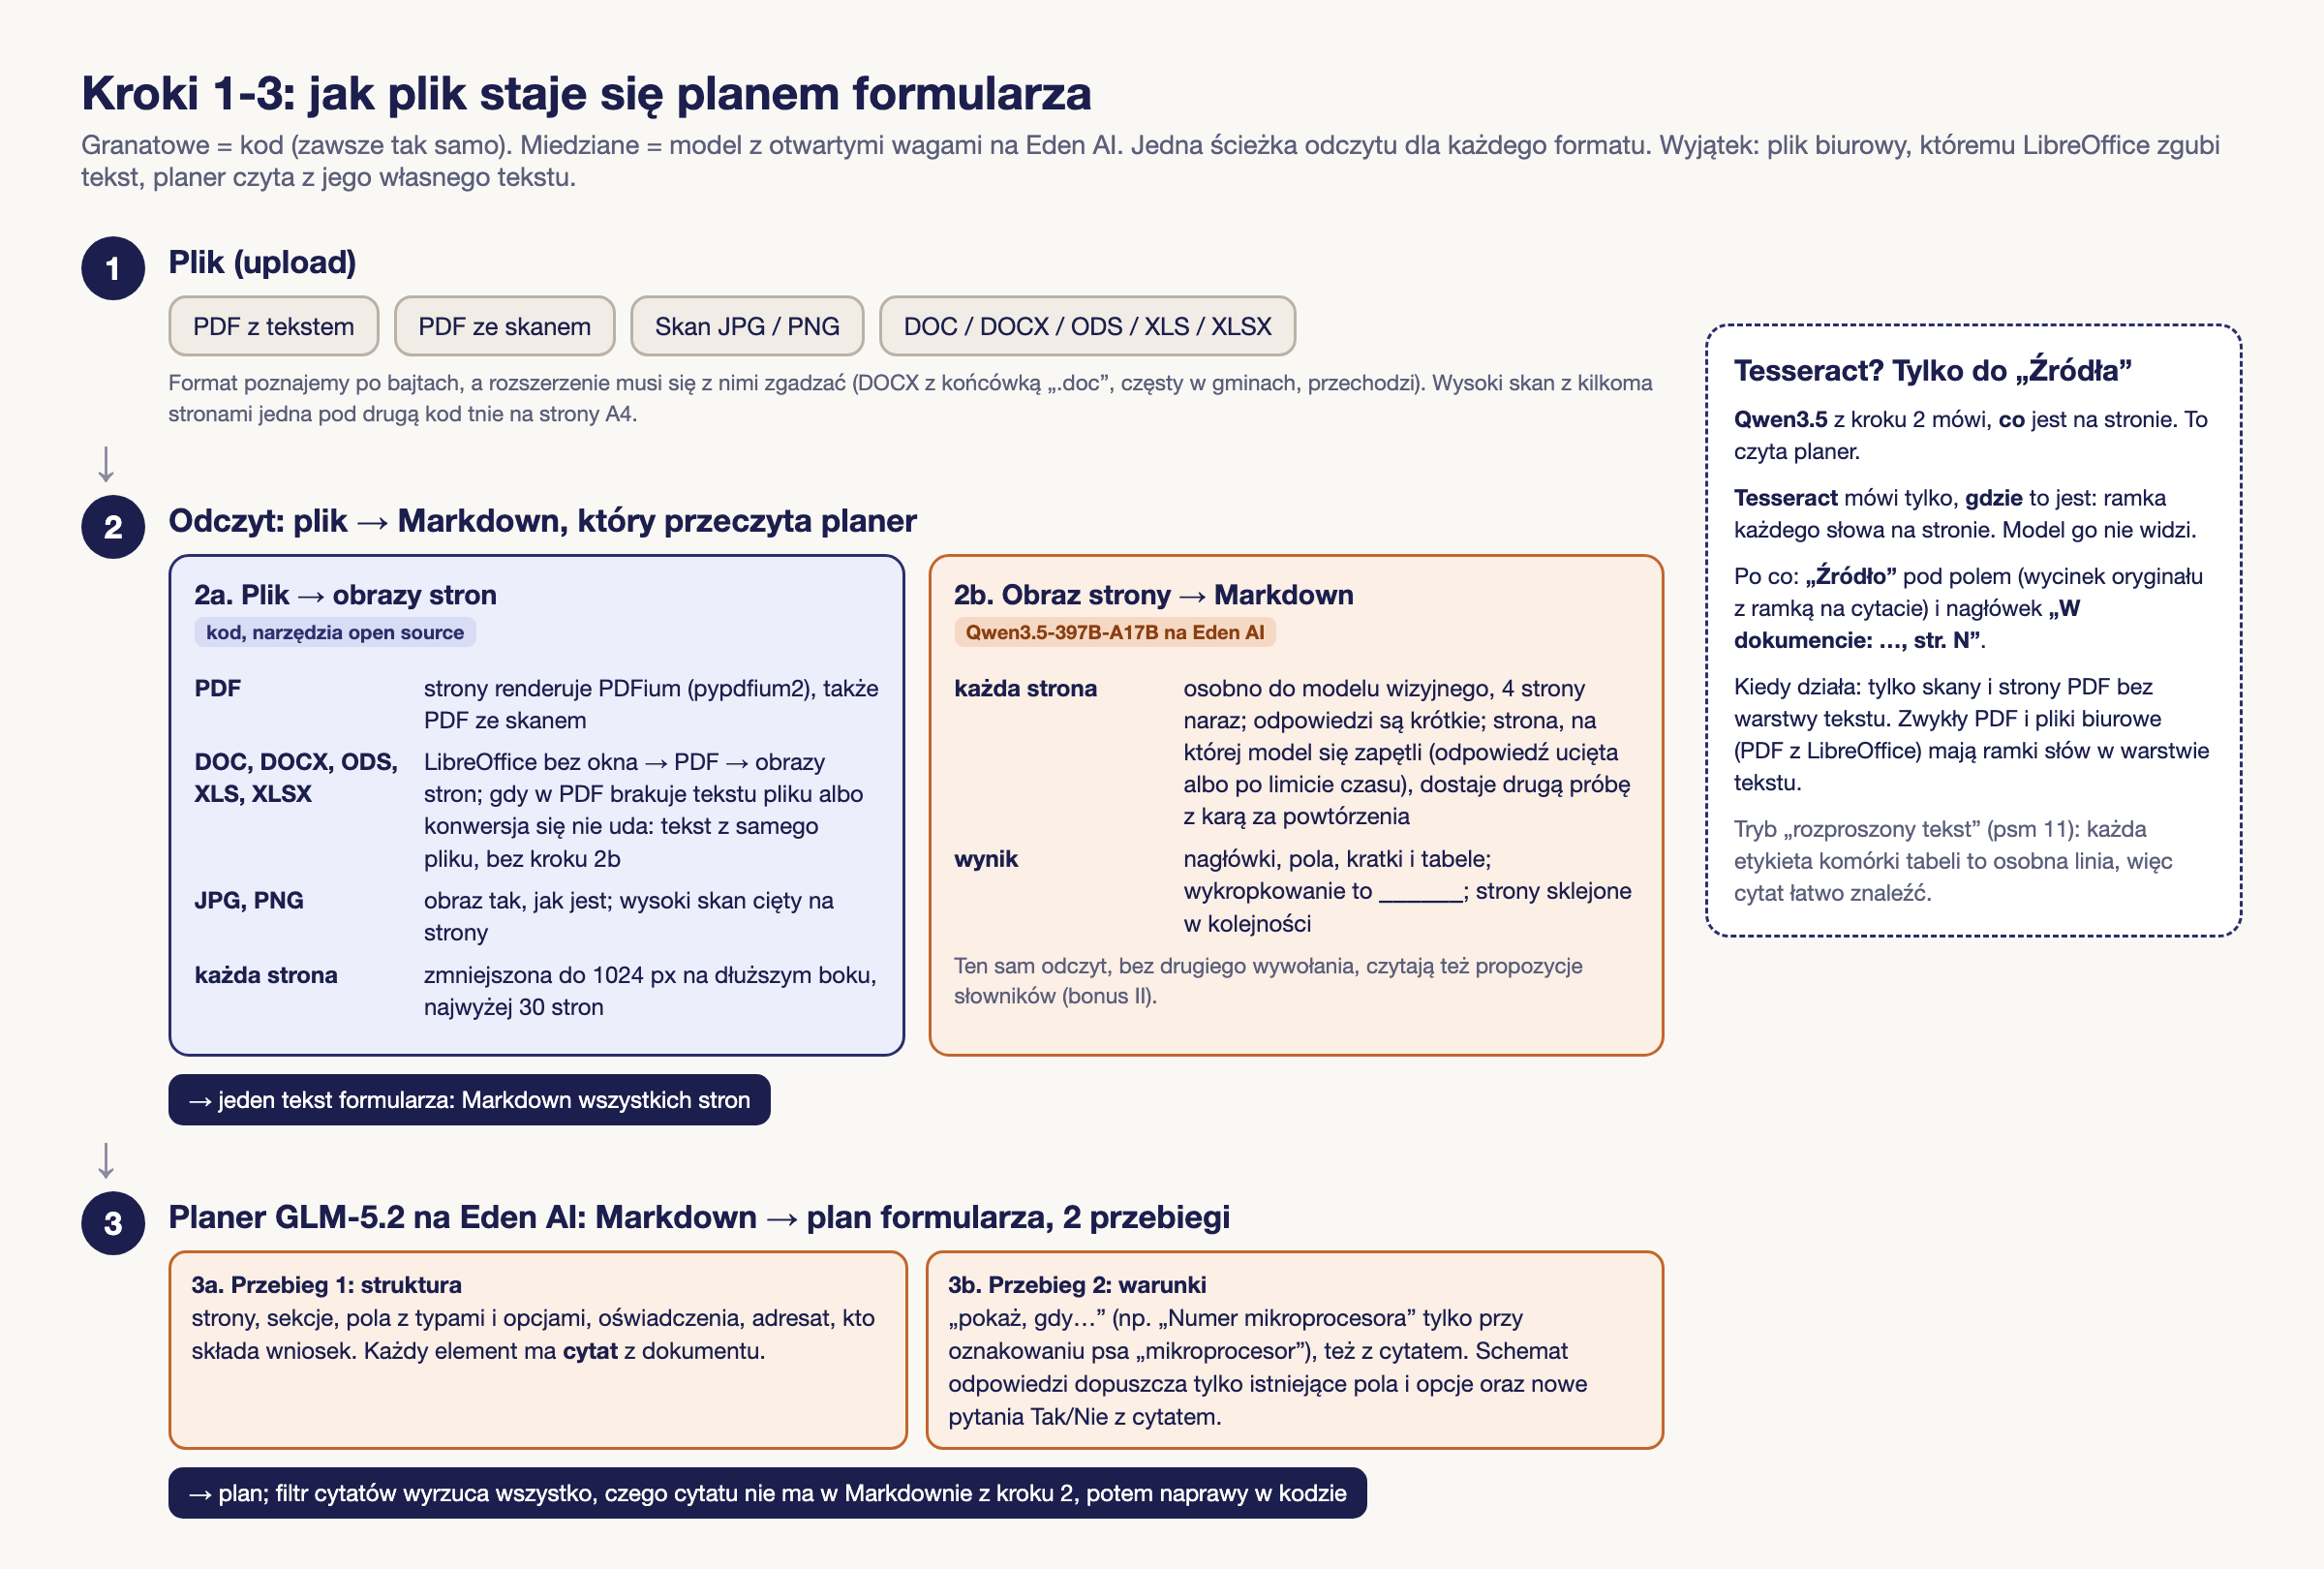 Kroki 1-3: jak plik staje się planem formularza
Granatowe = kod (zawsze tak samo). Miedziane = model z otwartymi wagami na Eden AI. Jedna ścieżka odczytu dla każdego formatu. Wyjątek: plik biurowy, któremu LibreOffice zgubi
tekst, planer czyta z jego własnego tekstu.
1
Plik (upload)
PDF z tekstem
PDF ze skanem
Skan JPG / PNG
DOC / DOCX / ODS / XLS / XLSX
Format poznajemy po bajtach, a rozszerzenie musi się z nimi zgadzać (DOCX z końcówką „.doc”, częsty w gminach, przechodzi). Wysoki skan z kilkoma
stronami jedna pod drugą kod tnie na strony A4.
↓
2
Odczyt: plik → Markdown, który przeczyta planer
2a. Plik → obrazy stron
kod, narzędzia open source
PDF
strony renderuje PDFium (pypdfium2), także
PDF ze skanem
DOC, DOCX, ODS,
XLS, XLSX
LibreOffice bez okna → PDF → obrazy
stron; gdy w PDF brakuje tekstu pliku albo
konwersja się nie uda: tekst z samego
pliku, bez kroku 2b
JPG, PNG
obraz tak, jak jest; wysoki skan cięty na
strony
każda strona
zmniejszona do 1024 px na dłuższym boku,
najwyżej 30 stron
2b. Obraz strony → Markdown
Qwen3.5-397B-A17B na Eden AI
każda strona
osobno do modelu wizyjnego, 4 strony
naraz; odpowiedzi są krótkie; strona, na
której model się zapętli (odpowiedź ucięta
albo po limicie czasu), dostaje drugą próbę
z karą za powtórzenia
wynik
nagłówki, pola, kratki i tabele;
wykropkowanie to ______; strony sklejone
w kolejności
Ten sam odczyt, bez drugiego wywołania, czytają też propozycje
słowników (bonus II).
→ jeden tekst formularza: Markdown wszystkich stron
↓
3
Planer GLM-5.2 na Eden AI: Markdown → plan formularza, 2 przebiegi
3a. Przebieg 1: struktura
strony, sekcje, pola z typami i opcjami, oświadczenia, adresat, kto
składa wniosek. Każdy element ma cytat z dokumentu.
3b. Przebieg 2: warunki
„pokaż, gdy…” (np. „Numer mikroprocesora” tylko przy
oznakowaniu psa „mikroprocesor”), też z cytatem. Schemat
odpowiedzi dopuszcza tylko istniejące pola i opcje oraz nowe
pytania Tak/Nie z cytatem.
→ plan; filtr cytatów wyrzuca wszystko, czego cytatu nie ma w Markdownie z kroku 2, potem naprawy w kodzie
Tesseract? Tylko do „Źródła”
Qwen3.5 z kroku 2 mówi, co jest na stronie. To
czyta planer.
Tesseract mówi tylko, gdzie to jest: ramka
każdego słowa na stronie. Model go nie widzi.
Po co: „Źródło” pod polem (wycinek oryginału
z ramką na cytacie) i nagłówek „W
dokumencie: …, str. N”.
Kiedy działa: tylko skany i strony PDF bez
warstwy tekstu. Zwykły PDF i pliki biurowe
(PDF z LibreOffice) mają ramki słów w warstwie
tekstu.
Tryb „rozproszony tekst” (psm 11): każda
etykieta komórki tabeli to osobna linia, więc
cytat łatwo znaleźć.